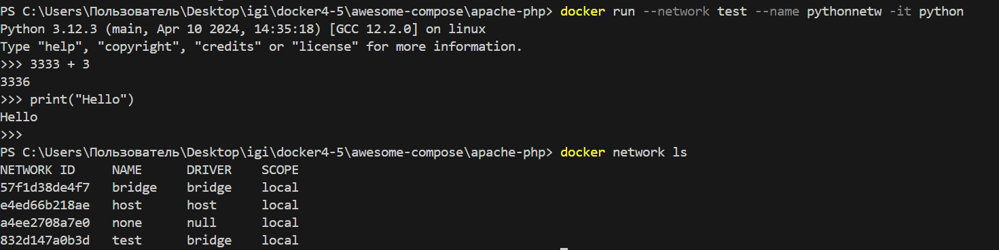 PS C:\Users\Пользователь\Desktop\igi\docker4-5\awesome-compose\apache-php> docker run --network test --name pythonnetw -it python
Python 3.12.3 (main, Apr 10 2024, 14:35:18) [GCC 12.2.0] on linux
Type "help", "copyright", "credits" or "license" for more information.
>>> 3333 + 3
3336
>>> print("Hello")
Hello
>>>
PS C:\Users\Пользователь\Desktop\igi\docker4-5\awesome-compose\apache-php> docker network ls
NETWORK ID     NAME      DRIVER    SCOPE
57f1d38de4f7   bridge    bridge    local
e4ed66b218ae   host      host      local
a4ee2708a7e0   none      null      local
832d147a0b3d   test      bridge    local